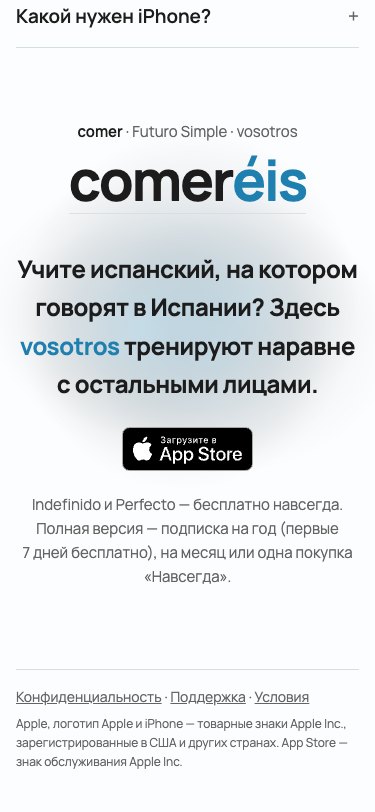 Какой нужен iPhone? +
comer · Futuro Simple · vosotros
comeréis
Учите испанский, на котором
говорят в Испании? Здесь
vosotros тренируют наравне
с остальными лицами.
Загрузите в
App Store
Indefinido и Perfecto — бесплатно навсегда.
Полная версия — подписка на год (первые
7 дней бесплатно), на месяц или одна покупка
«Навсегда».
Конфиденциальность · Поддержка · Условия
Apple, логотип Apple и iPhone — товарные знаки Apple Inc.,
зарегистрированные в США и других странах. App Store —
знак обслуживания Apple Inc.